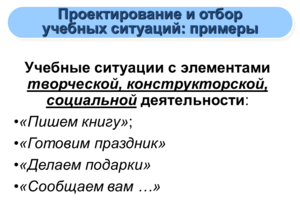 Проектирование и отбор
учебных ситуаций: примеры
Учебные ситуации с элементами
творческой, конструкторской,
социальной деятельности:
•«Пишем книгу»;
•«Готовим праздник»
•«Делаем подарки»
•«Сообщаем вам …»